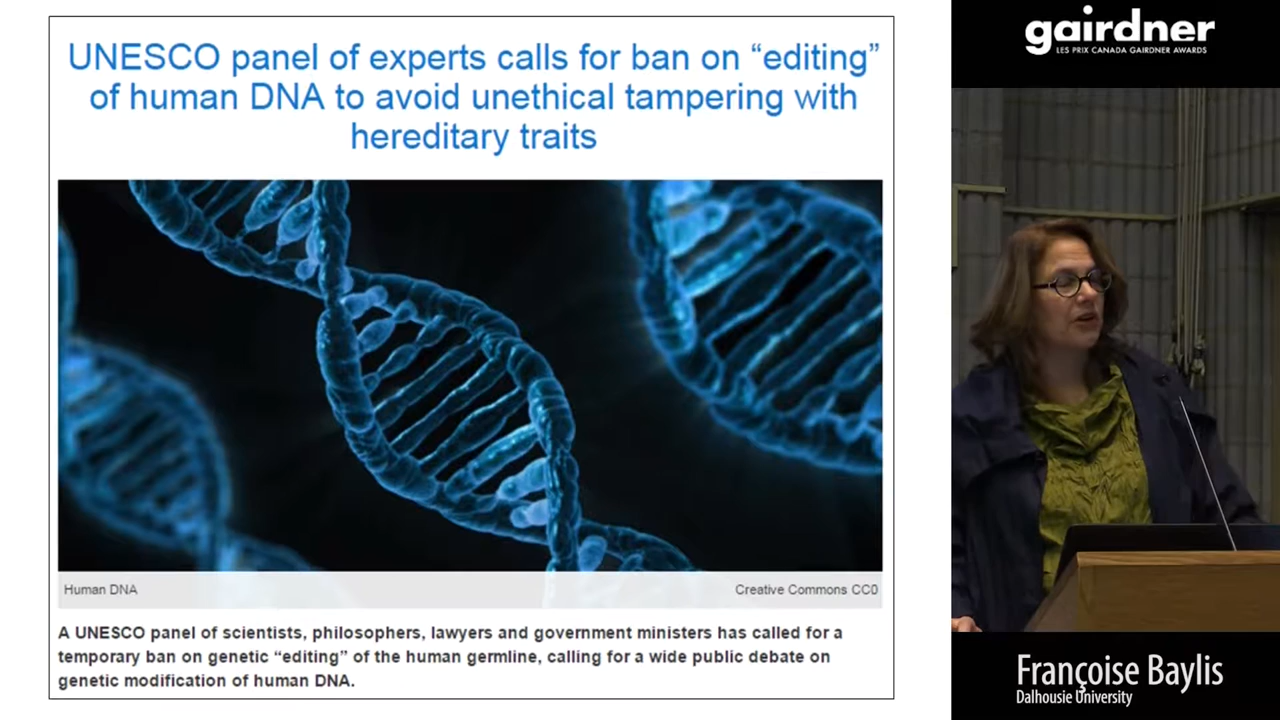 UNESCO panel of experts calls for ban on “editing”
of human DNA to avoid unethical tampering with
hereditary traits
Human DNA
Creative Commons CC0
A UNESCO panel of scientists, philosophers, lawyers and government ministers has called for a
temporary ban on genetic “editing” of the human germline, calling for a wide public debate on
genetic modification of human DNA.
gairdner
LES PRIX CANADA GAIRDNER AWARDS
Françoise Baylis
Dalhousie University